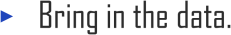 ► Bring in the data.